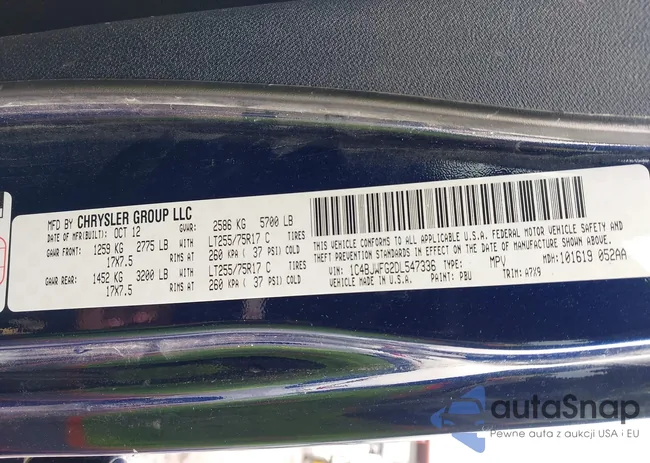 MFD BY CHRYSLER GROUP LLC
DATE OF MFR(BUILT): OCT 12 GVWR: 2586 KG 5700 LB
GAWR FRONT: 1259 KG 2775 LB WITH LT255/75R17 C TIRES
17X7.5 RIMS AT 260 KPA ( 37 PSI) COLD
GAWR REAR: 1452 KG 3200 LB WITH LT255/75R17 C TIRES
17X7.5 RIMS AT 260 KPA ( 37 PSI) COLD
THIS VEHICLE CONFORMS TO ALL APPLICABLE U.S.A. FEDERAL MOTOR VEHICLE SAFETY AND
THEFT PREVENTION STANDARDS IN EFFECT ON THE DATE OF MANUFACTURE SHOWN ABOVE.
VIN: 1C4BJWFG2DL547336 TYPE: MPV MDH:101619 052AA
VEHICLE MADE IN U.S.A. PAINT: PBU TRIM: A7X9
autaSnap
Pewne auta z aukcji USA i EU